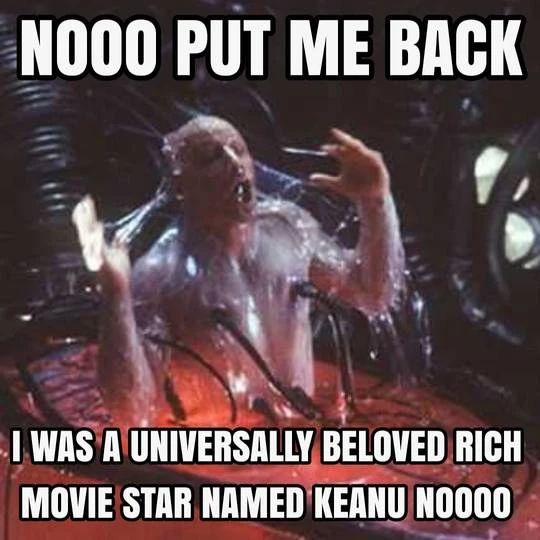 NOOO PUT ME BACK
I WAS A UNIVERSALLY BELOVED RICH
MOVIE STAR NAMED KEANU NOOOO